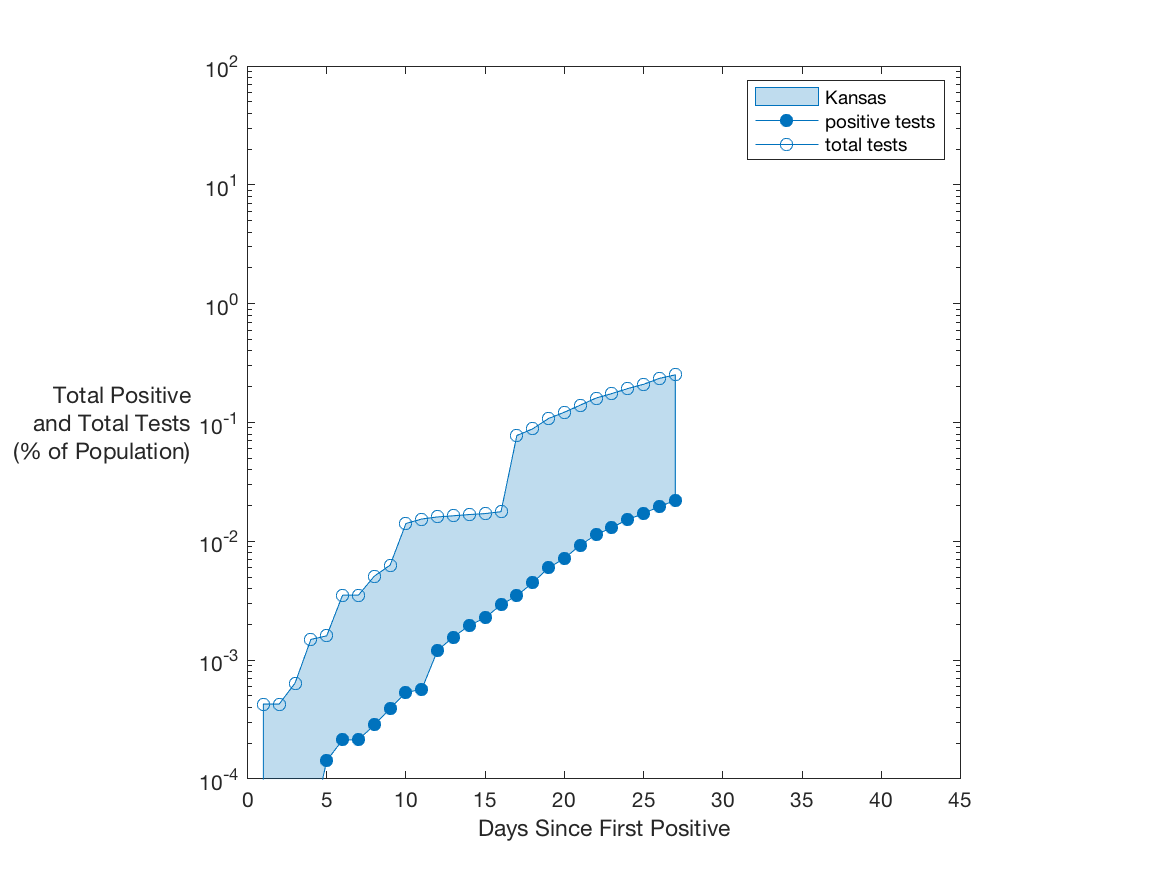 10^2
10^1
10^0
10^-1
10^-2
10^-3
10^-4
Total Positive
and Total Tests
(% of Population)
Kansas
positive tests
total tests
0 5 10 15 20 25 30 35 40 45
Days Since First Positive